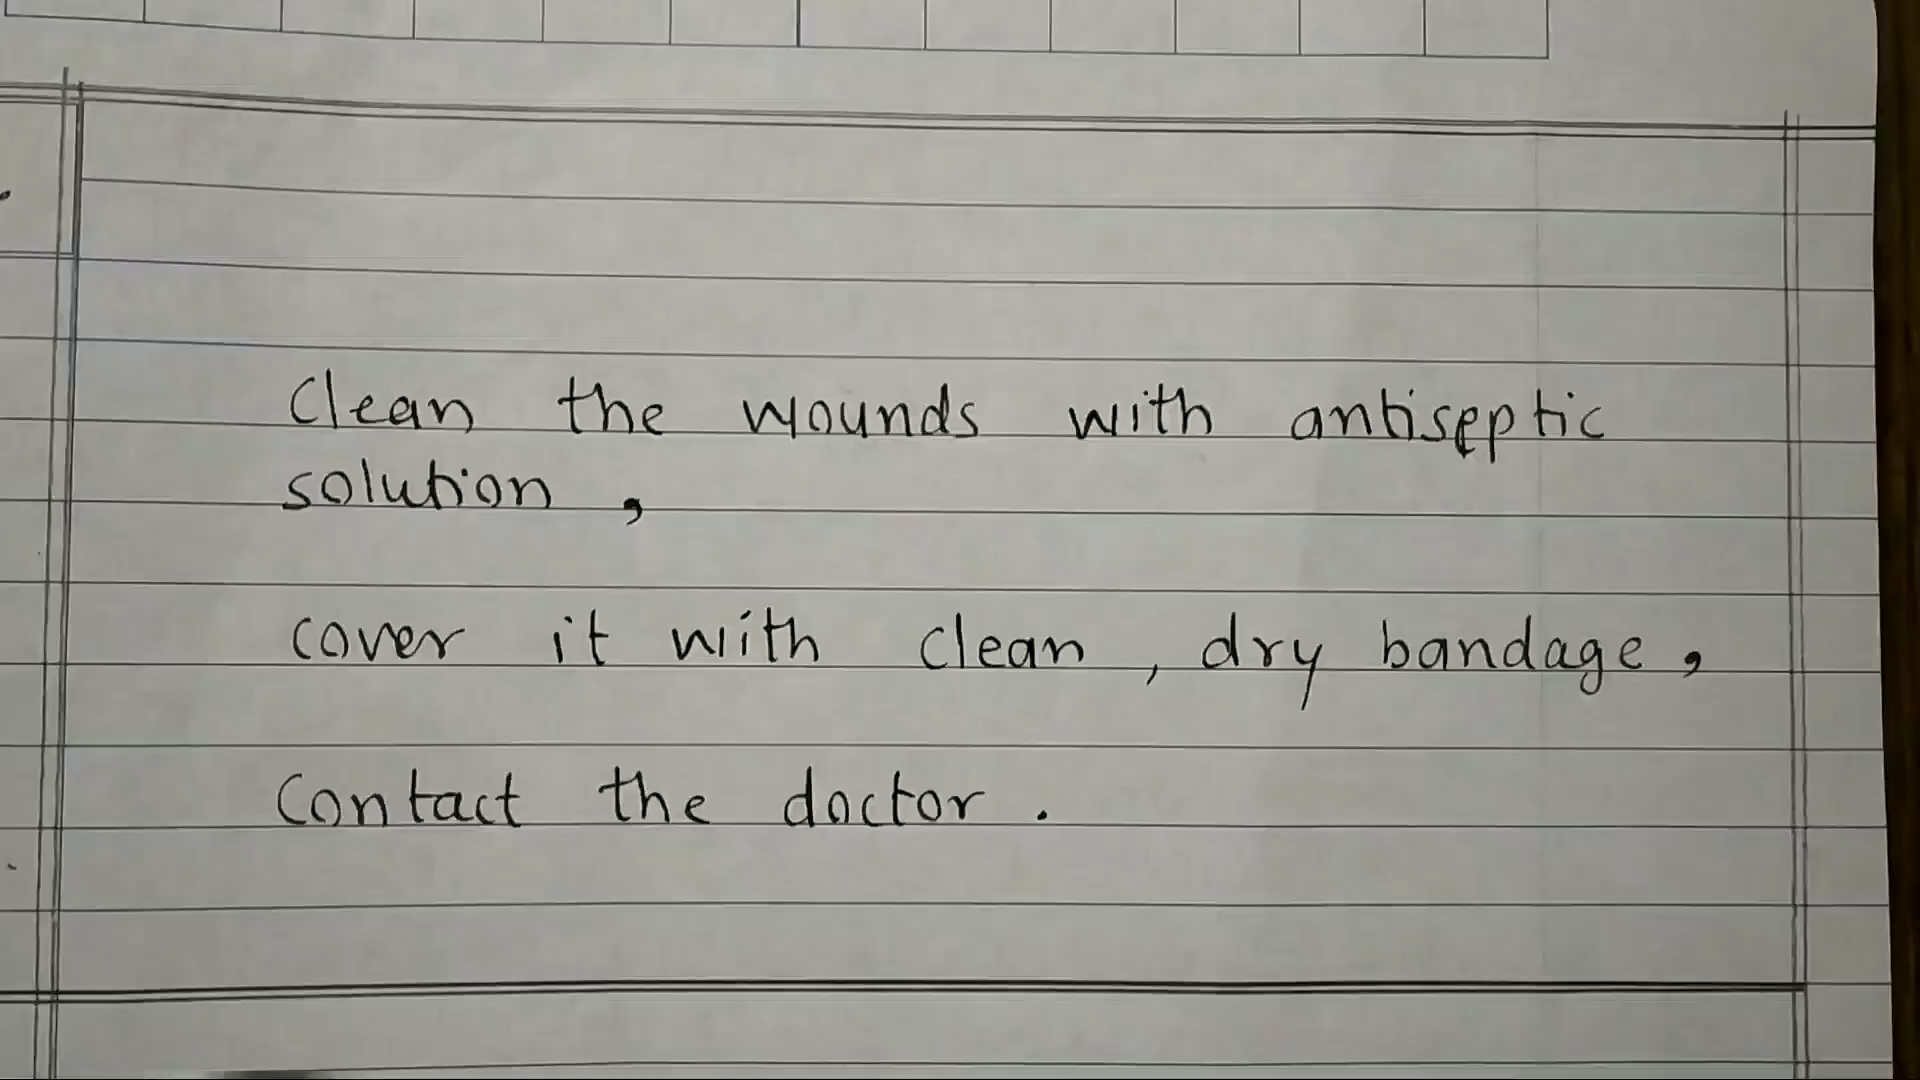 Clean the wounds with antiseptic
solution ,
cover it with clean , dry bandage ,
Contact the doctor .